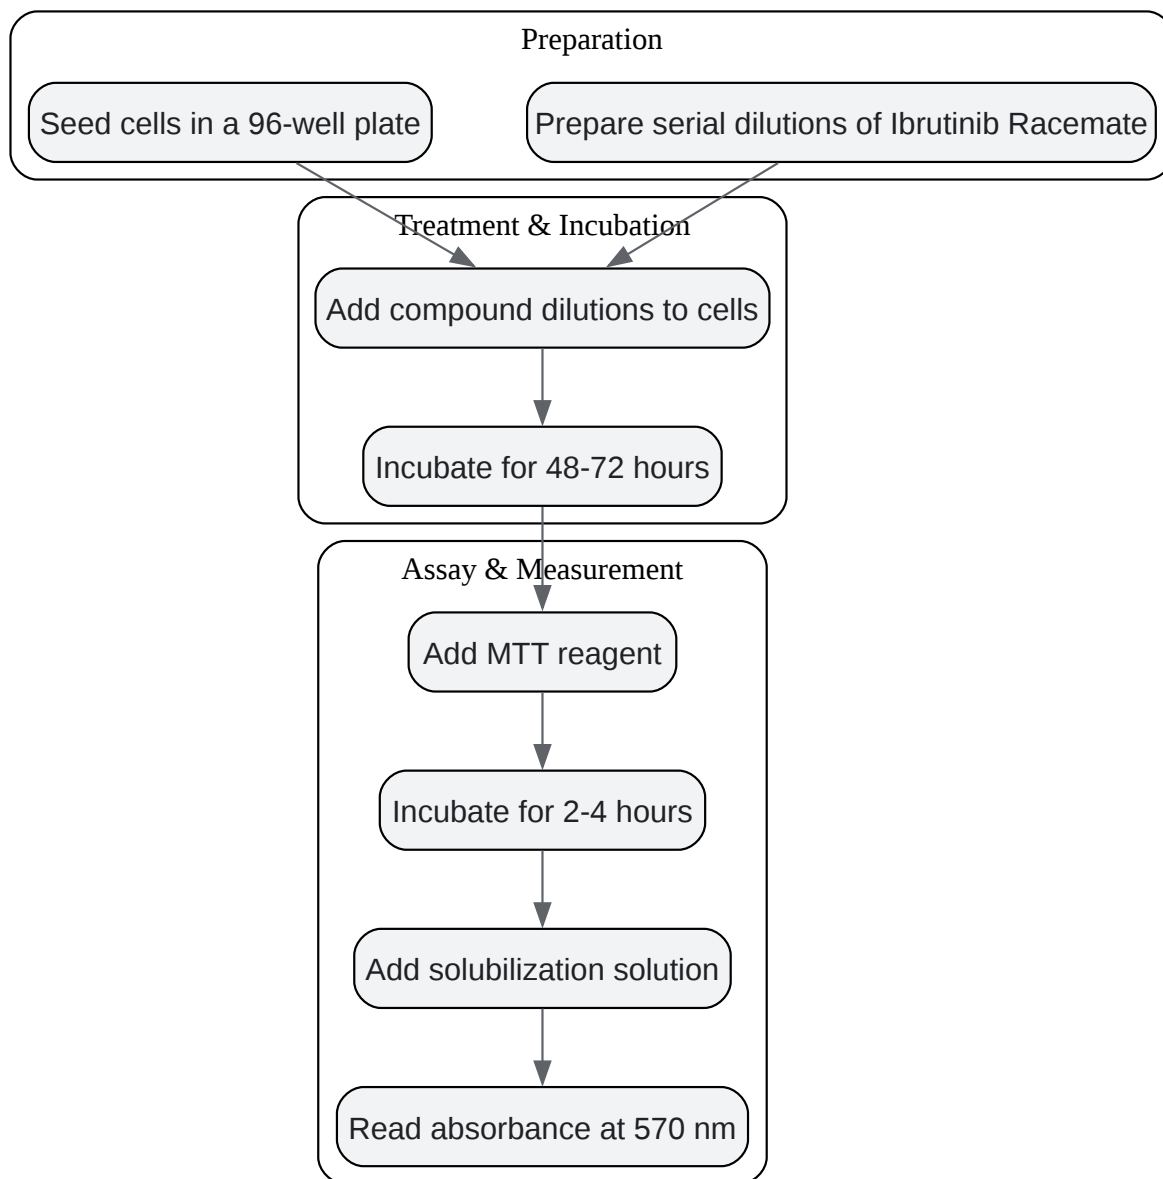 Preparation
Seed cells in a 96-well plate
Prepare serial dilutions of Ibrutinib Racemate
Treatment & Incubation
Add compound dilutions to cells
Incubate for 48-72 hours
Assay & Measurement
Add MTT reagent
Incubate for 2-4 hours
Add solubilization solution
Read absorbance at 570 nm